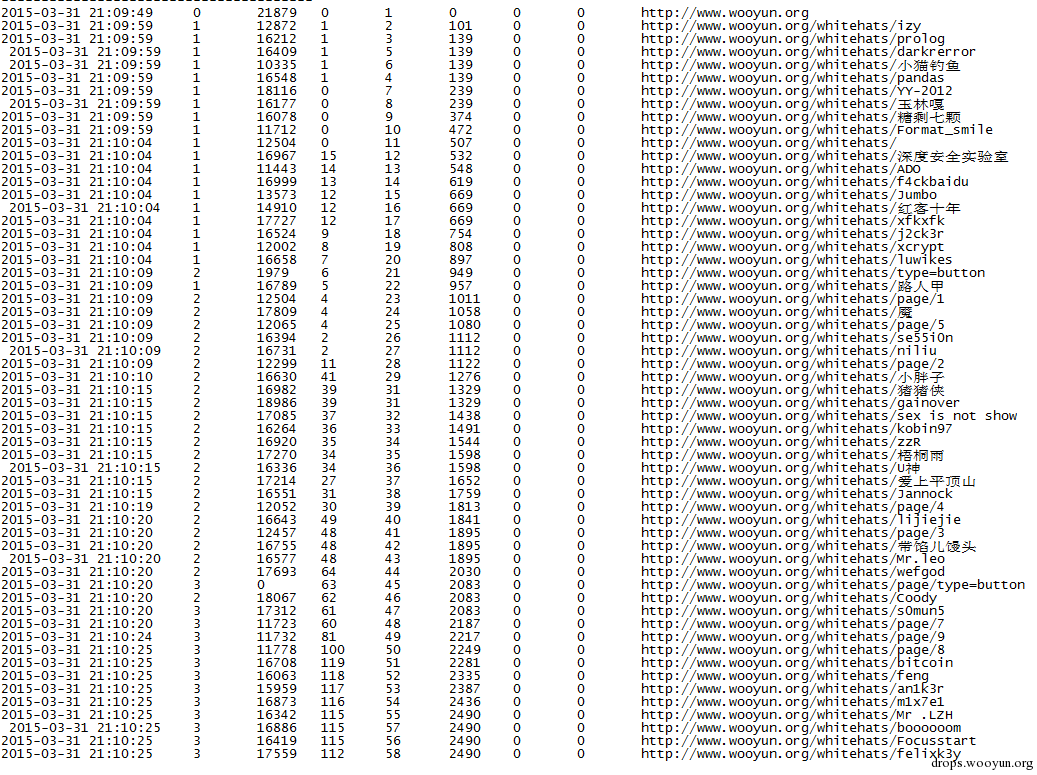 2015-03-31 21:09:49 0 21879 0 1 0 0 0 http://www.wooyun.org
2015-03-31 21:09:59 1 12872 1 2 101 0 0 http://www.wooyun.org/whitehats/izy
2015-03-31 21:09:59 1 16212 1 3 139 0 0 http://www.wooyun.org/whitehats/prolog
2015-03-31 21:09:59 1 16409 1 5 139 0 0 http://www.wooyun.org/whitehats/darkrerror
2015-03-31 21:09:59 1 10335 1 6 139 0 0 http://www.wooyun.org/whitehats/小猫钓鱼
2015-03-31 21:09:59 1 16548 1 4 139 0 0 http://www.wooyun.org/whitehats/pandas
2015-03-31 21:09:59 1 18116 0 7 239 0 0 http://www.wooyun.org/whitehats/YY-2012
2015-03-31 21:09:59 1 16177 0 8 239 0 0 http://www.wooyun.org/whitehats/玉林嘎
2015-03-31 21:09:59 1 16078 0 9 374 0 0 http://www.wooyun.org/whitehats/糖剩七颗
2015-03-31 21:09:59 1 11712 0 10 472 0 0 http://www.wooyun.org/whitehats/Format_smile
2015-03-31 21:10:04 1 12504 0 11 507 0 0 http://www.wooyun.org/whitehats/
2015-03-31 21:10:04 1 16967 15 12 532 0 0 http://www.wooyun.org/whitehats/深度安全实验室
2015-03-31 21:10:04 1 11443 14 13 548 0 0 http://www.wooyun.org/whitehats/ADO
2015-03-31 21:10:04 1 16999 13 14 619 0 0 http://www.wooyun.org/whitehats/f4ckbaidu
2015-03-31 21:10:04 1 13573 12 15 669 0 0 http://www.wooyun.org/whitehats/Jumbo
2015-03-31 21:10:04 1 14910 12 16 669 0 0 http://www.wooyun.org/whitehats/红客十年
2015-03-31 21:10:04 1 17727 12 17 669 0 0 http://www.wooyun.org/whitehats/xfkxfk
2015-03-31 21:10:04 1 16524 9 18 754 0 0 http://www.wooyun.org/whitehats/j2ck3r
2015-03-31 21:10:04 1 12002 8 19 808 0 0 http://www.wooyun.org/whitehats/xcrypt
2015-03-31 21:10:04 1 16658 7 20 897 0 0 http://www.wooyun.org/whitehats/luwikes
2015-03-31 21:10:09 2 1979 6 21 949 0 0 http://www.wooyun.org/whitehats/type=button
2015-03-31 21:10:09 1 16789 5 22 957 0 0 http://www.wooyun.org/whitehats/路人甲
2015-03-31 21:10:09 2 12504 4 23 1011 0 0 http://www.wooyun.org/whitehats/page/1
2015-03-31 21:10:09 2 17809 4 24 1058 0 0 http://www.wooyun.org/whitehats/魇
2015-03-31 21:10:09 2 12065 4 25 1080 0 0 http://www.wooyun.org/whitehats/page/5
2015-03-31 21:10:09 2 16394 2 26 1112 0 0 http://www.wooyun.org/whitehats/se55i0n
2015-03-31 21:10:09 2 16731 2 27 1112 0 0 http://www.wooyun.org/whitehats/niliu
2015-03-31 21:10:09 2 12299 11 28 1122 0 0 http://www.wooyun.org/whitehats/page/2
2015-03-31 21:10:10 2 16630 41 29 1276 0 0 http://www.wooyun.org/whitehats/小胖子
2015-03-31 21:10:15 2 16982 39 31 1329 0 0 http://www.wooyun.org/whitehats/猪猪侠
2015-03-31 21:10:15 2 18986 39 31 1329 0 0 http://www.wooyun.org/whitehats/gainover
2015-03-31 21:10:15 2 17085 37 32 1438 0 0 http://www.wooyun.org/whitehats/sex is not show
2015-03-31 21:10:15 2 16264 36 33 1491 0 0 http://www.wooyun.org/whitehats/kobin97
2015-03-31 21:10:15 2 16920 35 34 1544 0 0 http://www.wooyun.org/whitehats/zzR
2015-03-31 21:10:15 2 17270 34 35 1598 0 0 http://www.wooyun.org/whitehats/梧桐雨
2015-03-31 21:10:15 2 16336 34 36 1598 0 0 http://www.wooyun.org/whitehats/U神
2015-03-31 21:10:15 2 17214 27 37 1652 0 0 http://www.wooyun.org/whitehats/爱上平顶山
2015-03-31 21:10:15 2 16551 31 38 1759 0 0 http://www.wooyun.org/whitehats/Jannock
2015-03-31 21:10:19 2 12052 30 39 1813 0 0 http://www.wooyun.org/whitehats/page/4
2015-03-31 21:10:20 2 16643 49 40 1841 0 0 http://www.wooyun.org/whitehats/lijiejie
2015-03-31 21:10:20 2 12457 48 41 1895 0 0 http://www.wooyun.org/whitehats/page/3
2015-03-31 21:10:20 2 16755 48 42 1895 0 0 http://www.wooyun.org/whitehats/带馅儿馒头
2015-03-31 21:10:20 2 16577 48 43 1895 0 0 http://www.wooyun.org/whitehats/Mr.leo
2015-03-31 21:10:20 2 17693 64 44 2030 0 0 http://www.wooyun.org/whitehats/wefgod
2015-03-31 21:10:20 3 0 63 45 2083 0 0 http://www.wooyun.org/whitehats/page/type=button
2015-03-31 21:10:20 2 18067 62 46 2083 0 0 http://www.wooyun.org/whitehats/Coody
2015-03-31 21:10:20 3 17312 61 47 2083 0 0 http://www.wooyun.org/whitehats/s0mun5
2015-03-31 21:10:20 3 11723 60 48 2187 0 0 http://www.wooyun.org/whitehats/page/7
2015-03-31 21:10:24 3 11732 81 49 2217 0 0 http://www.wooyun.org/whitehats/page/9
2015-03-31 21:10:25 3 11778 100 50 2249 0 0 http://www.wooyun.org/whitehats/page/8
2015-03-31 21:10:25 3 16708 119 51 2281 0 0 http://www.wooyun.org/whitehats/bitcoin
2015-03-31 21:10:25 3 16063 118 52 2335 0 0 http://www.wooyun.org/whitehats/feng
2015-03-31 21:10:25 3 15959 117 53 2387 0 0 http://www.wooyun.org/whitehats/an1k3r
2015-03-31 21:10:25 3 16873 116 54 2436 0 0 http://www.wooyun.org/whitehats/m1x7e1
2015-03-31 21:10:25 3 16342 115 55 2490 0 0 http://www.wooyun.org/whitehats/Mr .LZH
2015-03-31 21:10:25 3 16886 115 57 2490 0 0 http://www.wooyun.org/whitehats/boooooom
2015-03-31 21:10:25 3 16419 115 56 2490 0 0 http://www.wooyun.org/whitehats/Focusstart
2015-03-31 21:10:25 3 17559 112 58 2490 0 0 http://www.wooyun.org/whitehats/felixk3y
drops.wooyun.org